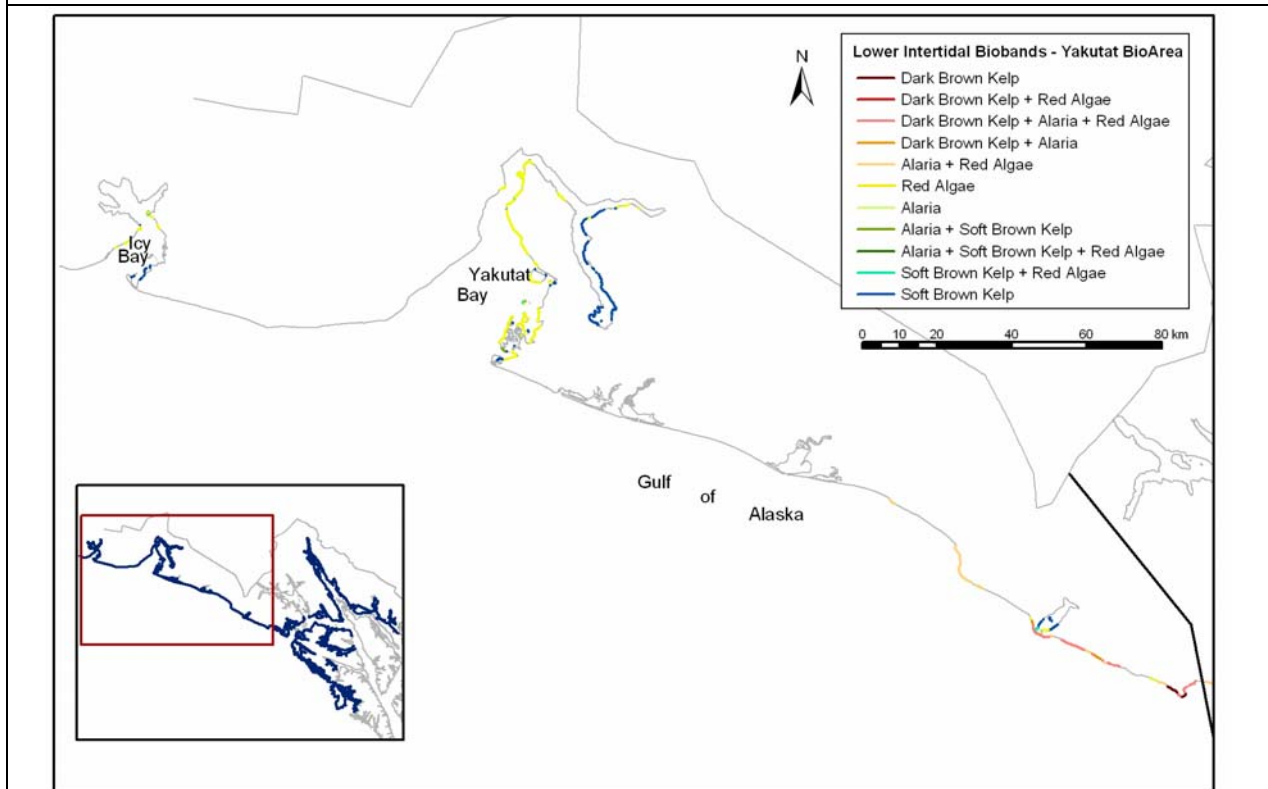 Lower Intertidal Biobands - Yakutat BioArea
N
Dark Brown Kelp
Dark Brown Kelp + Red Algae
Dark Brown Kelp + Alaria + Red Algae
Dark Brown Kelp + Alaria
Alaria + Red Algae
Red Algae
Alaria
Alaria + Soft Brown Kelp
Alaria + Soft Brown Kelp + Red Algae
Soft Brown Kelp + Red Algae
Soft Brown Kelp
0 10 20 40 60 80 km
Icy
Bay
Yakutat
Bay
Gulf
of
Alaska